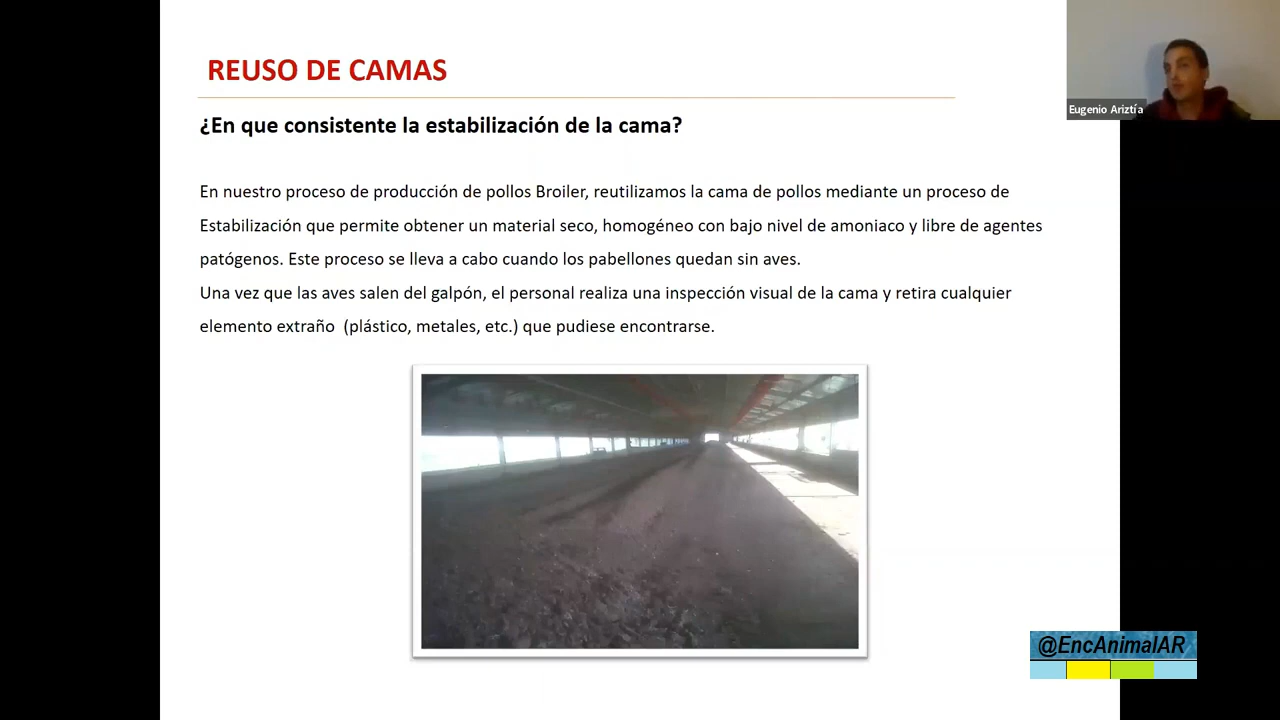 REUSO DE CAMAS
Eugenio Ariztía
¿En que consistente la estabilización de la cama?
En nuestro proceso de producción de pollos Broiler, reutilizamos la cama de pollos mediante un proceso de
Estabilización que permite obtener un material seco, homogéneo con bajo nivel de amoniaco y libre de agentes
patógenos. Este proceso se lleva a cabo cuando los pabellones quedan sin aves.
Una vez que las aves salen del galpón, el personal realiza una inspección visual de la cama y retira cualquier
elemento extraño (plástico, metales, etc.) que pudiese encontrarse.
@EncAnimalAR